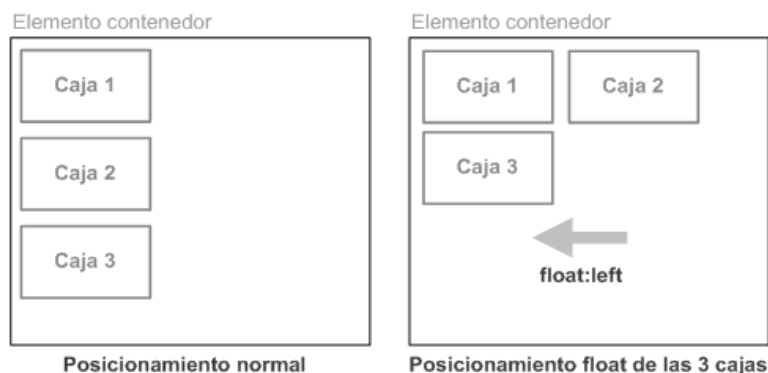 Elemento contenedor
Caja 1
Caja 2
Caja 3
Posicionamiento normal
Elemento contenedor
Caja 1 Caja 2
Caja 3
float:left
Posicionamiento float de las 3 cajas